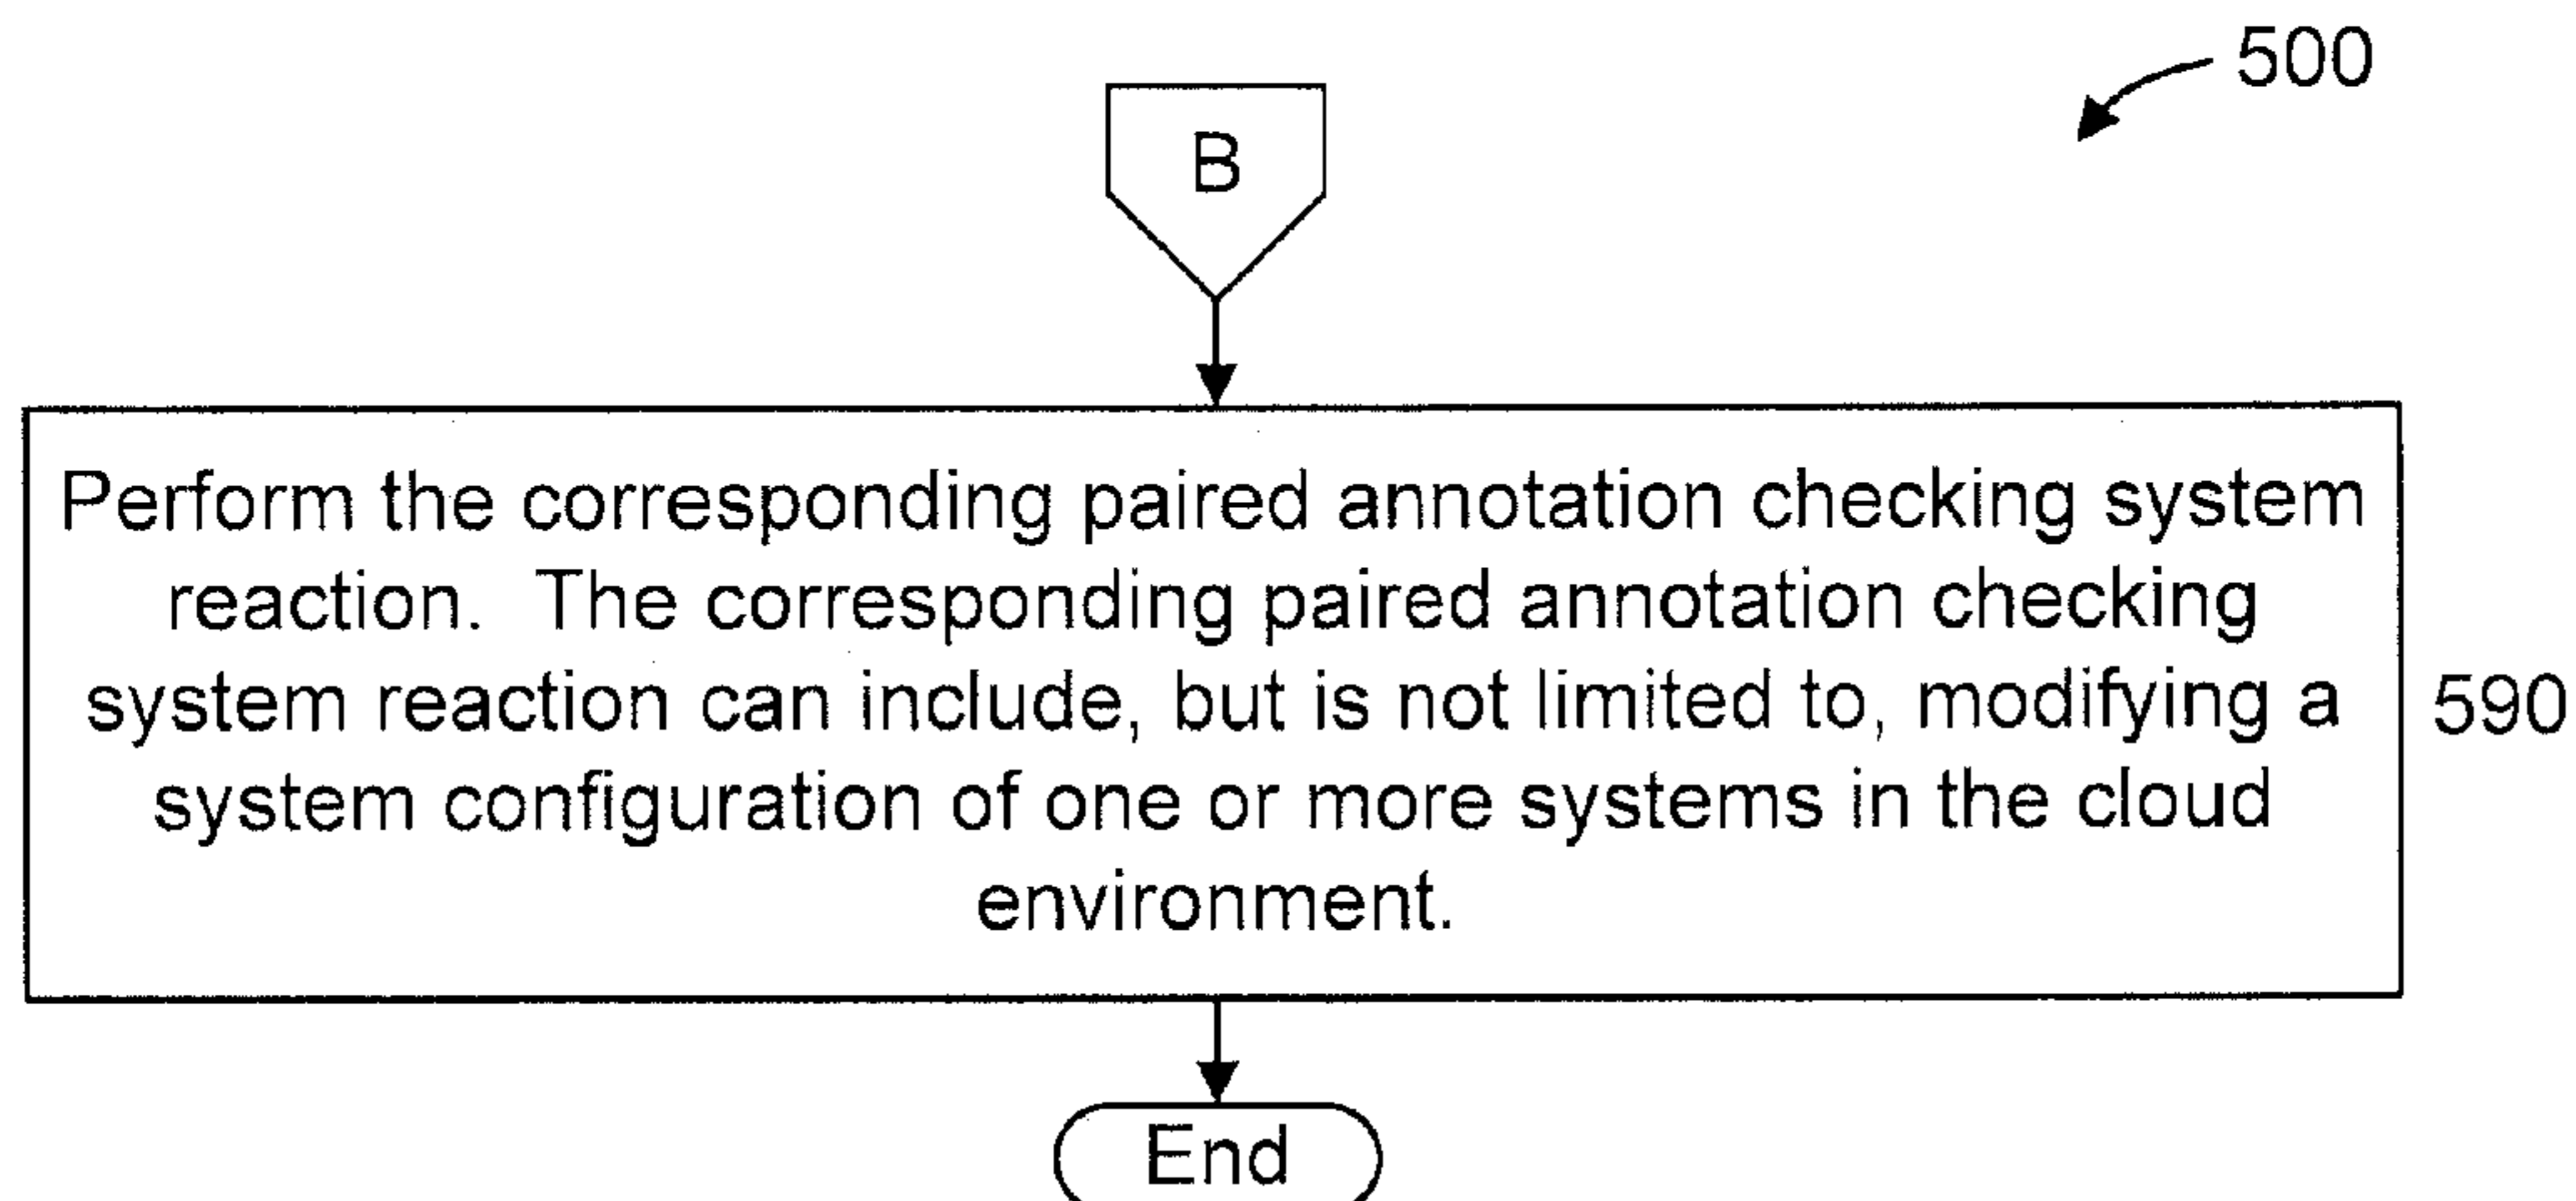 500
B
Perform the corresponding paired annotation checking system
reaction. The corresponding paired annotation checking
system reaction can include, but is not limited to, modifying a
system configuration of one or more systems in the cloud
environment.
590
End